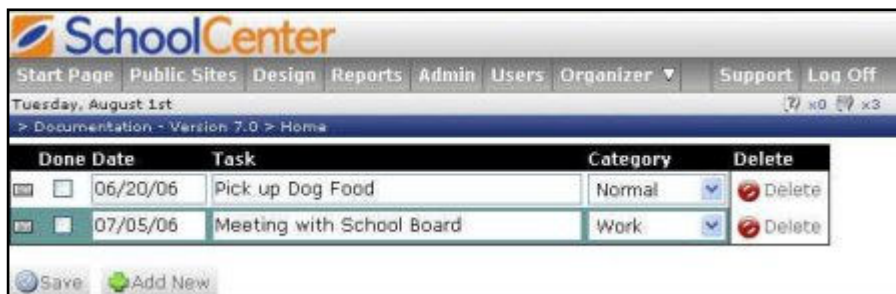 SchoolCenter
Start Page Public Sites Design Reports Admin Users Organizer ▼ Support Log Off
Tuesday, August 1st x0 x3
> Documentation - Version 7.0 > Home
Done Date Task Category Delete
06/20/06 Pick up Dog Food Normal Delete
07/05/06 Meeting with School Board Work Delete
Save Add New